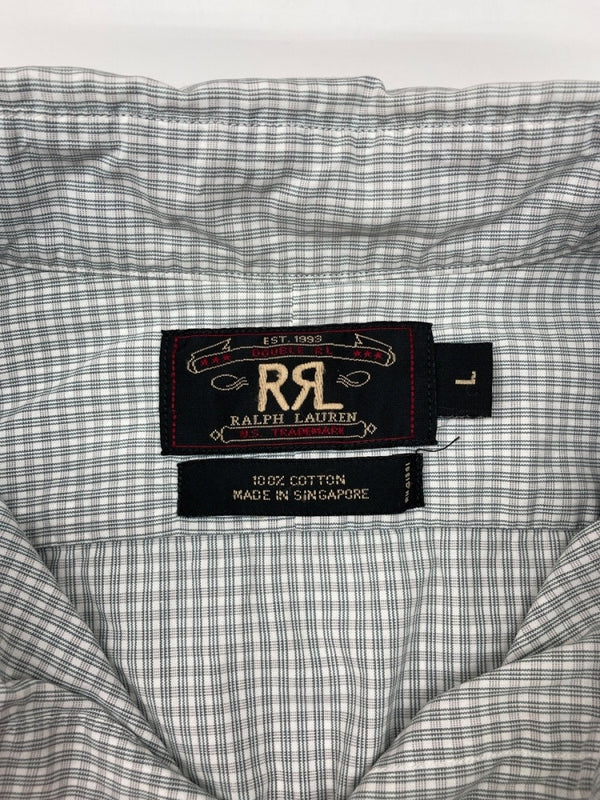 EST. 1993
DOUBLE RL
RRL
RALPH LAUREN
U.S. TRADEMARK
L
100% COTTON
MADE IN SINGAPORE